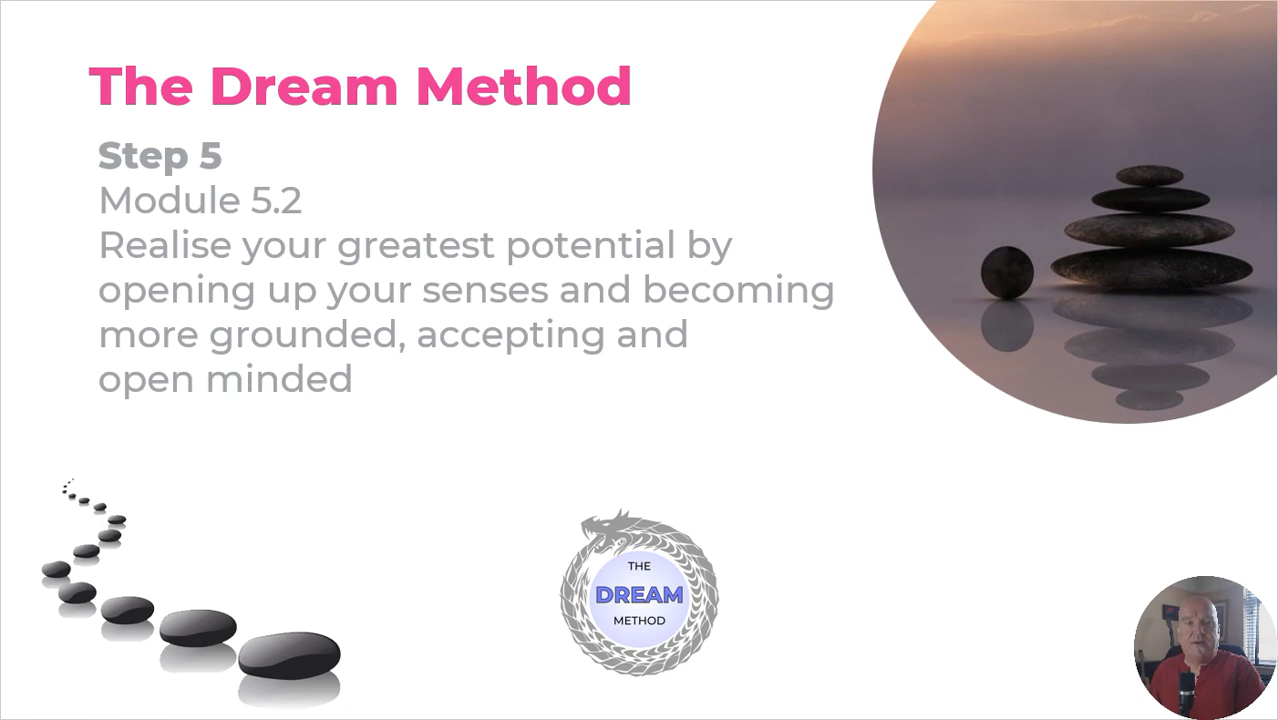 The Dream Method
Step 5
Module 5.2
Realise your greatest potential by
opening up your senses and becoming
more grounded, accepting and
open minded
THE
DREAM
METHOD